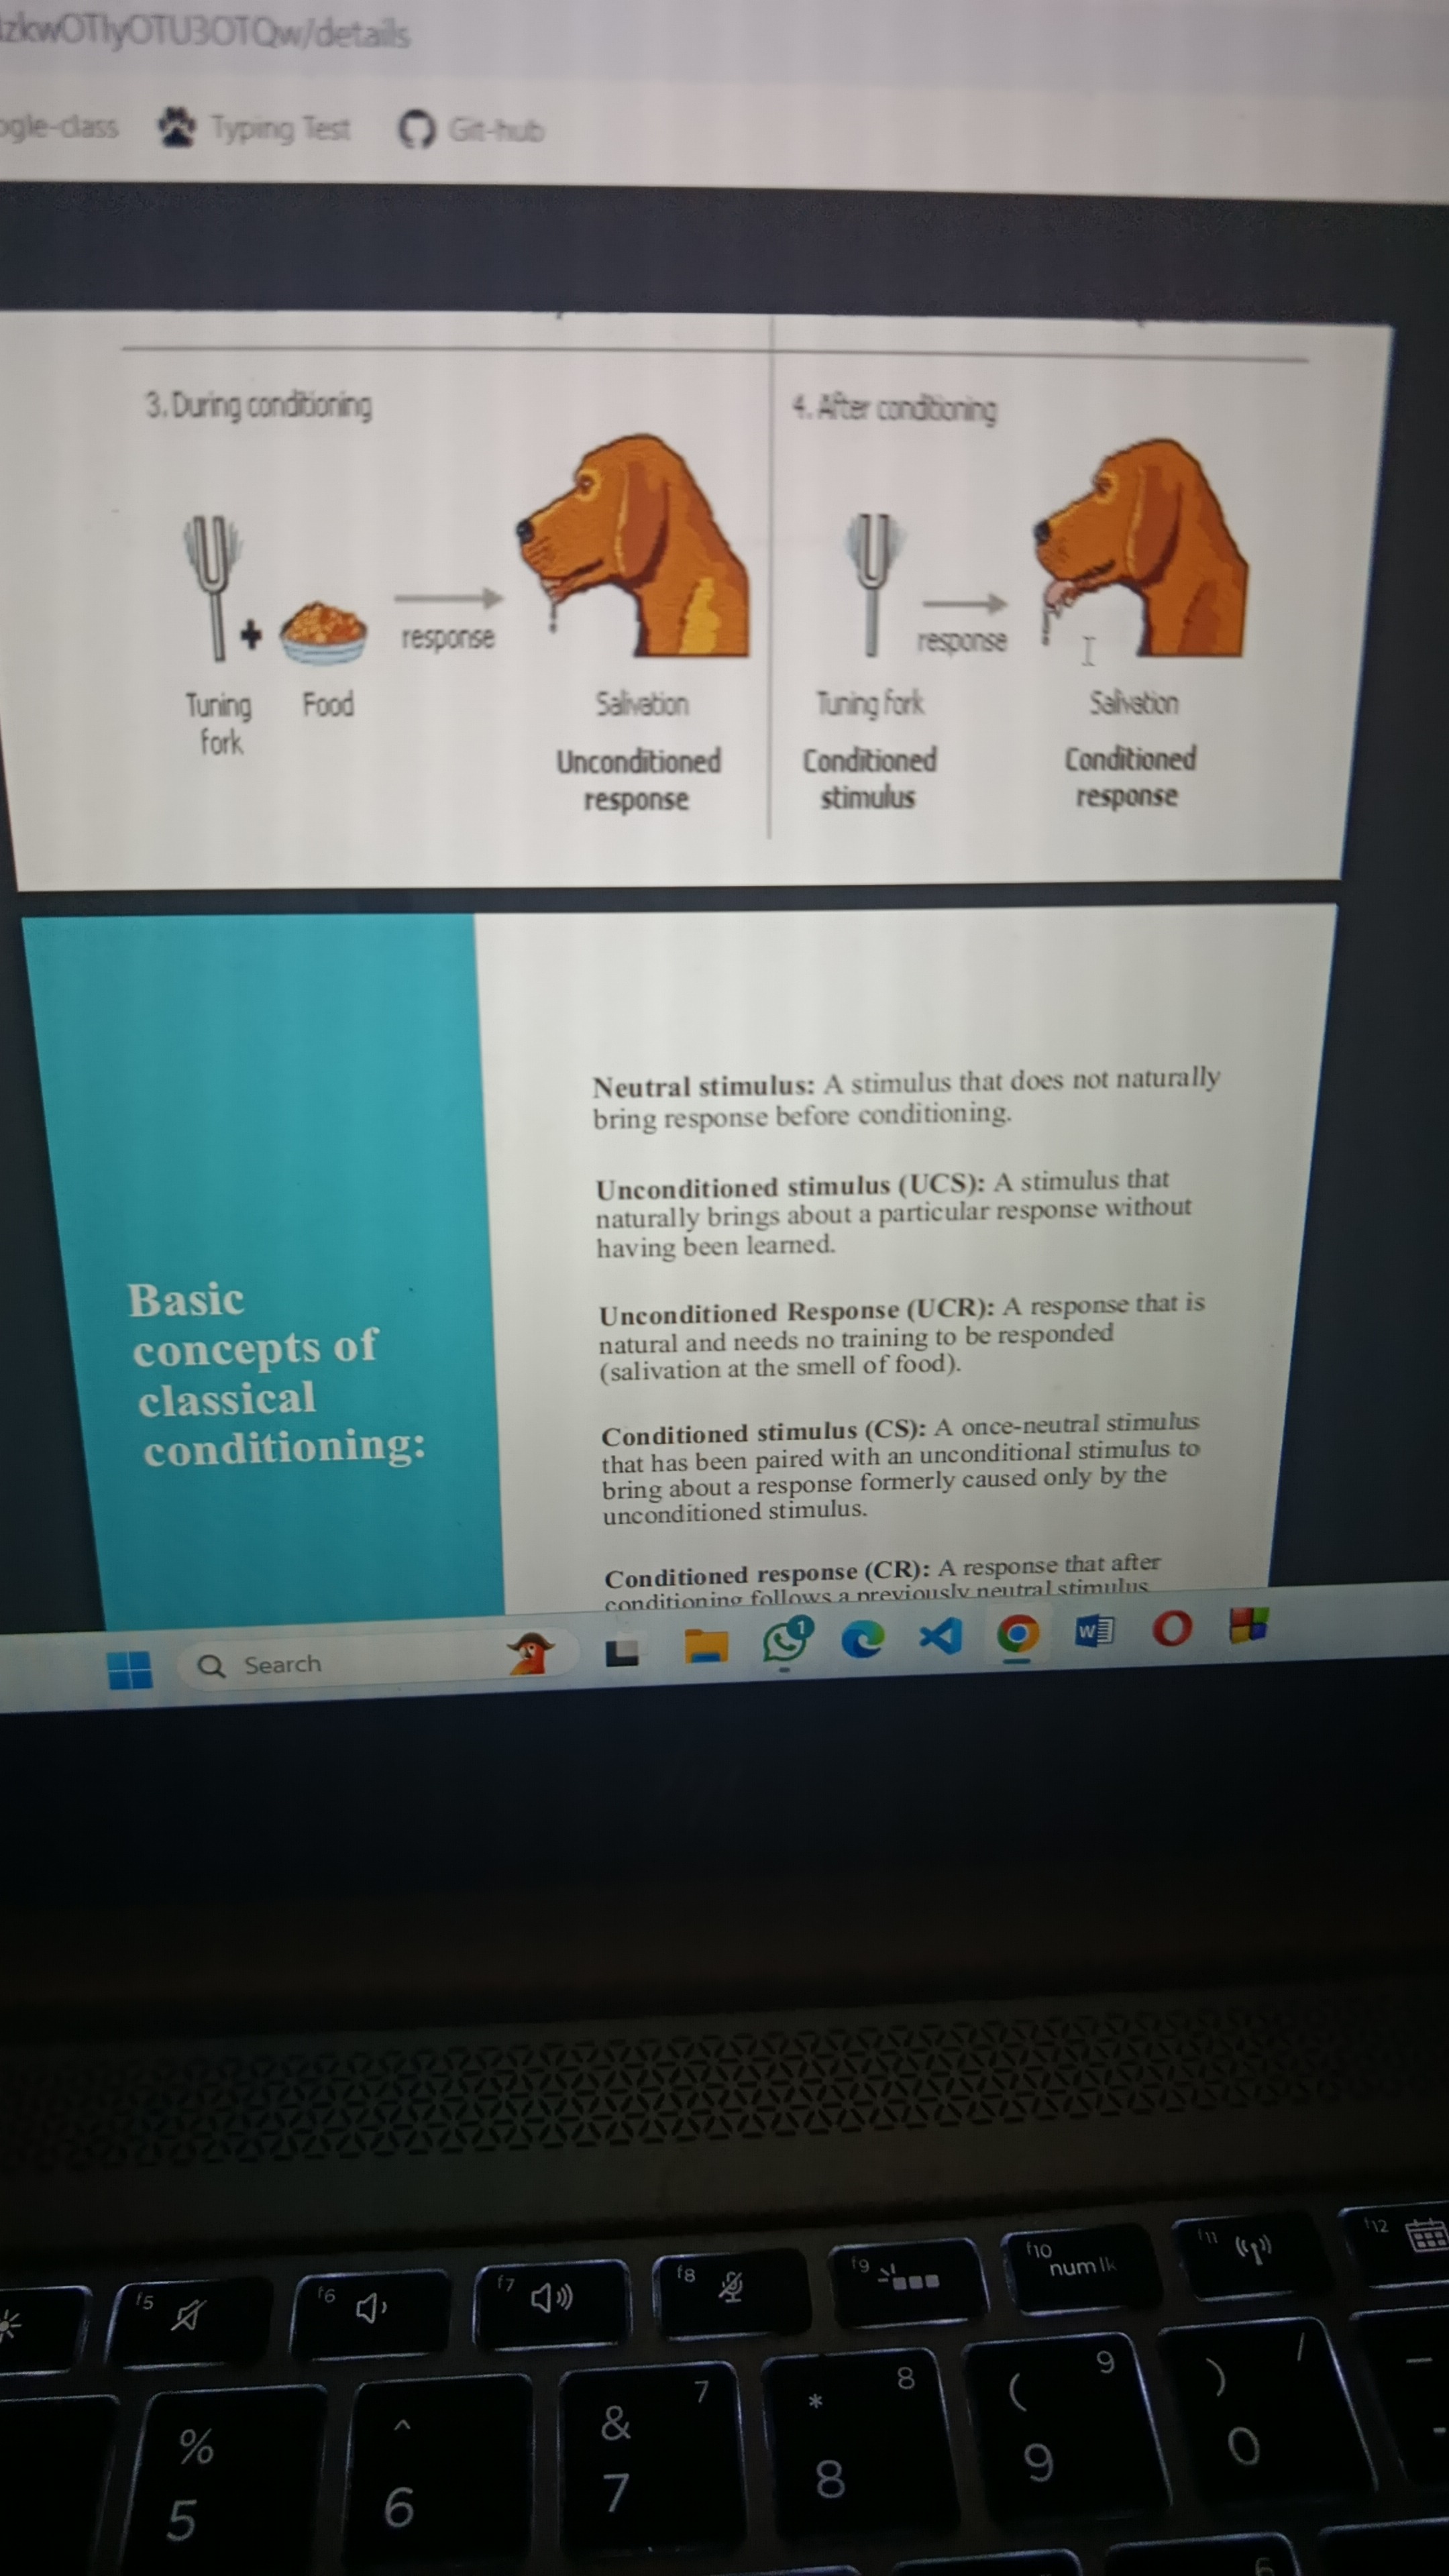 zkwOTIyOTU3OTQw/details
ogle-class Typing Test Git-hub
3. During conditioning
4. After conditioning
response
response
Tuning
fork
Food
Salivation
Unconditioned
response
Tuning fork
Conditioned
stimulus
Salivation
Conditioned
response
Basic
concepts of
classical
conditioning:
Neutral stimulus: A stimulus that does not naturally
bring response before conditioning.
Unconditioned stimulus (UCS): A stimulus that
naturally brings about a particular response without
having been learned.
Unconditioned Response (UCR): A response that is
natural and needs no training to be responded
(salivation at the smell of food).
Conditioned stimulus (CS): A once-neutral stimulus
that has been paired with an unconditional stimulus to
bring about a response formerly caused only by the
unconditioned stimulus.
Conditioned response (CR): A response that after
conditioning follows a previously neutral stimulus
Search
1
W
f5 f6 f7 f8 f9 f10 num lk f11 f12
% 5 ^ 6 & 7 7 * 8 8 ( 9 9 ) 0 /
6